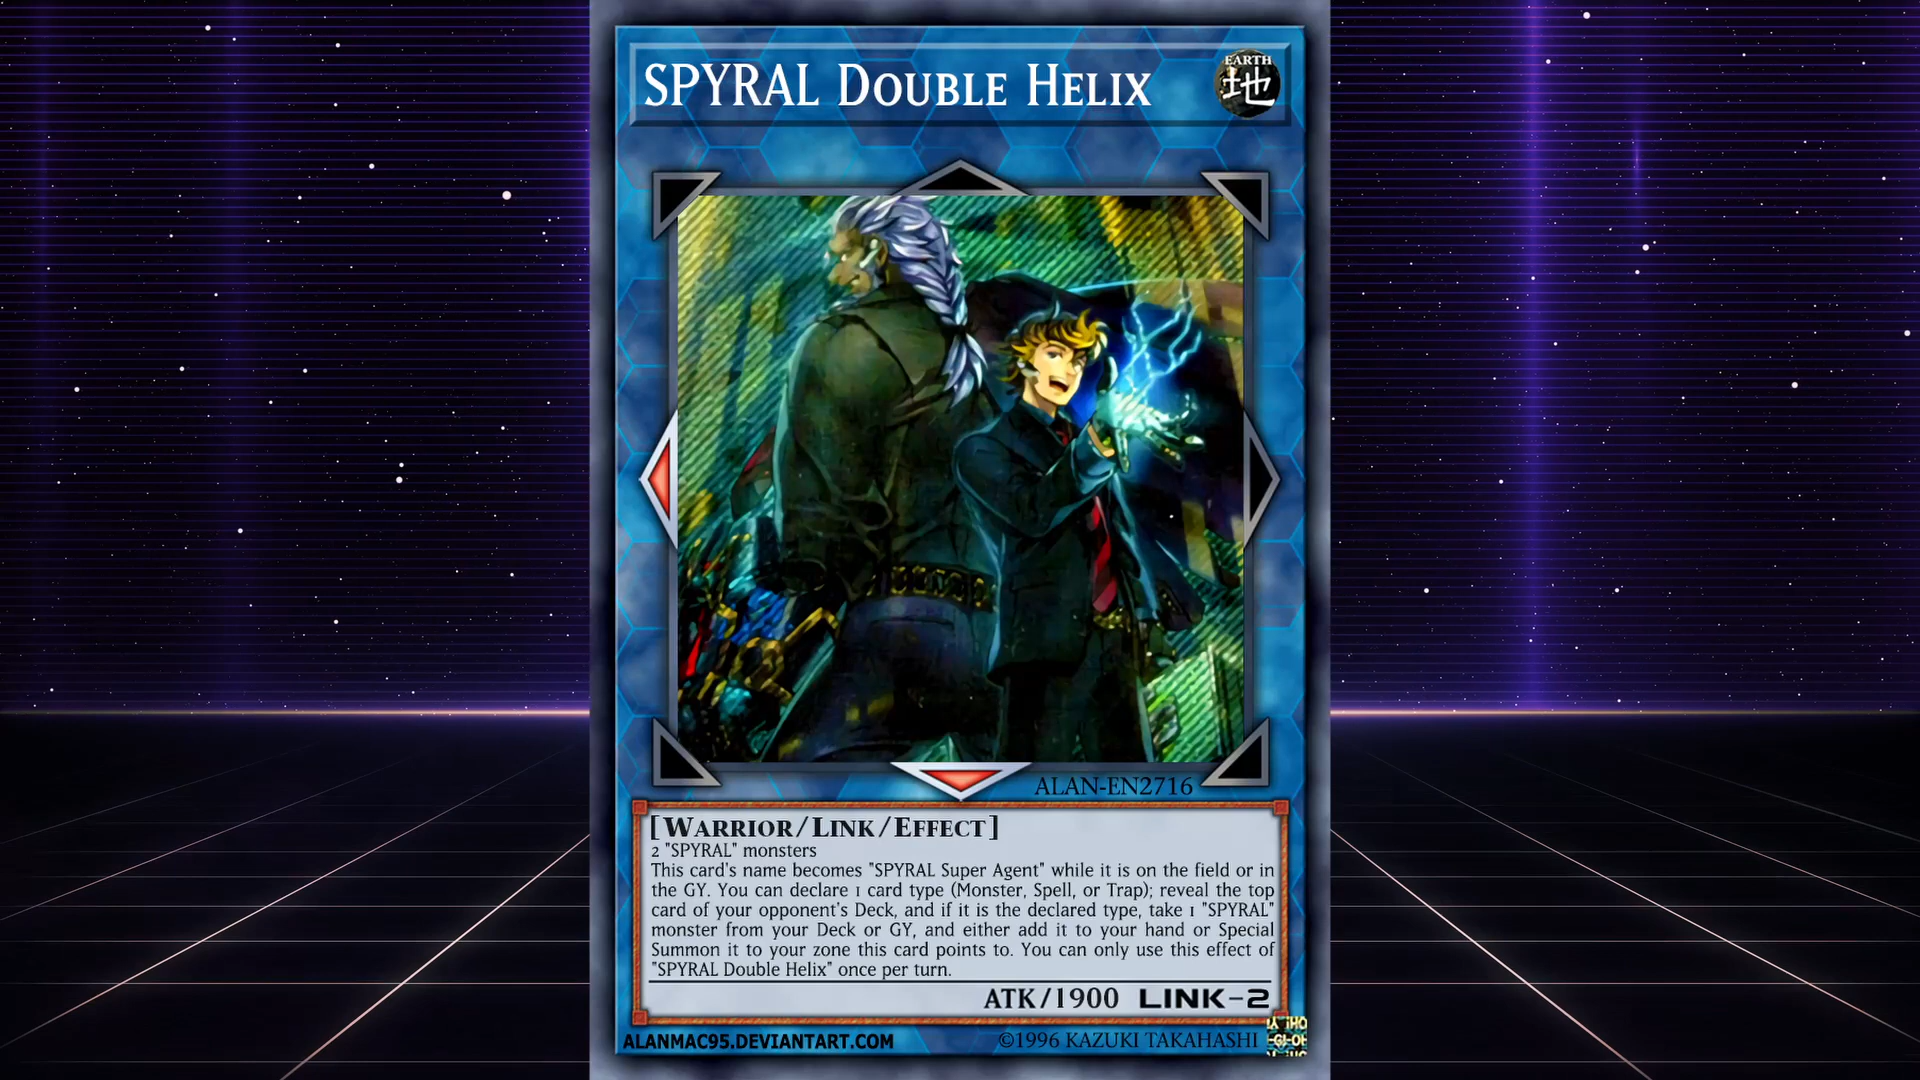 SPYRAL Double Helix
EARTH
地
ALAN-EN2716
[Warrior/Link/Effect]
2 "SPYRAL" monsters
This card's name becomes "SPYRAL Super Agent" while it is on the field or in
the GY. You can declare 1 card type (Monster, Spell, or Trap); reveal the top
card of your opponent's Deck, and if it is the declared type, take 1 "SPYRAL"
monster from your Deck or GY, and either add it to your hand or Special
Summon it to your zone this card points to. You can only use this effect of
"SPYRAL Double Helix" once per turn.
ATK/1900 LINK-2
ALANMAC95.DEVIANTART.COM
©1996 KAZUKI TAKAHASHI